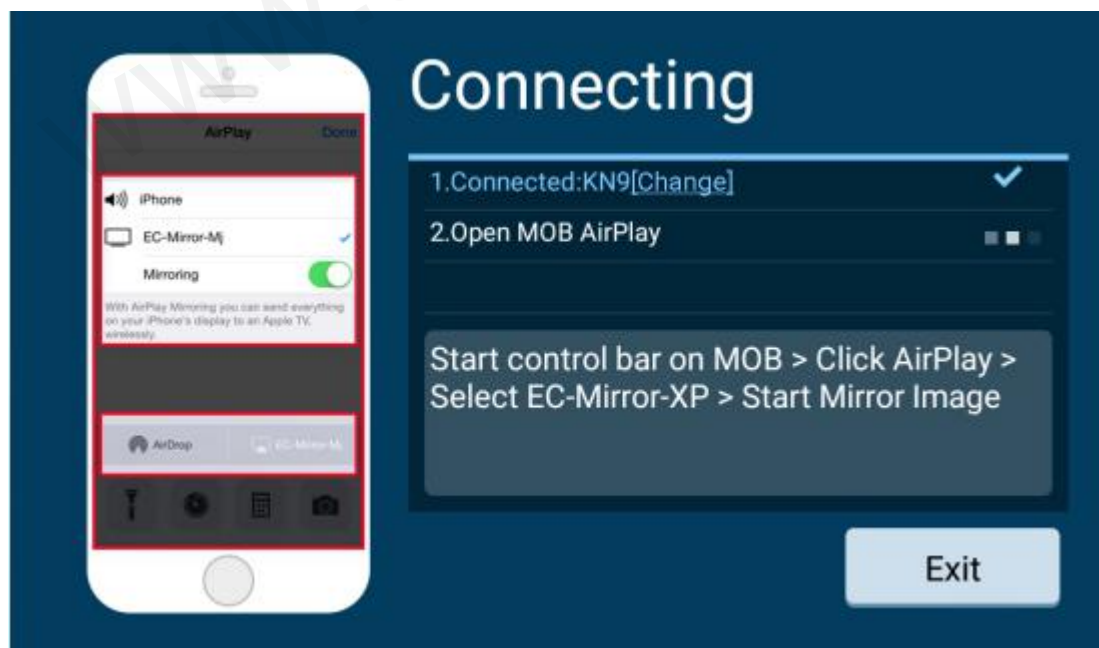 Connecting
AirPlay Done
iPhone
EC-Mirror-Mj
Mirroring
With AirPlay Mirroring you can send everything
on your iPhone's display to an Apple TV,
wirelessly.
AirDrop EC-Mirror-Mj
1.Connected:KN9[Change]
2.Open MOB AirPlay
Start control bar on MOB > Click AirPlay >
Select EC-Mirror-XP > Start Mirror Image
Exit